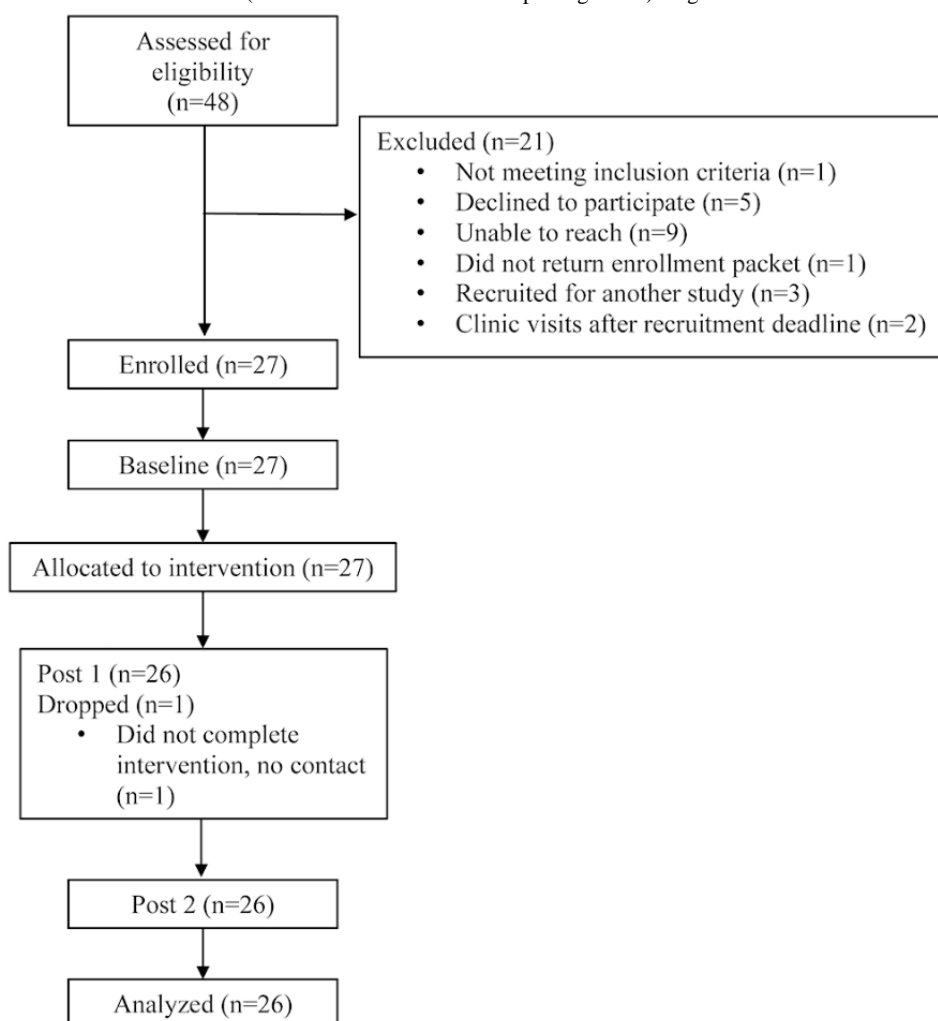 Assessed for
eligibility
(n=48)
Excluded (n=21)
• Not meeting inclusion criteria (n=1)
• Declined to participate (n=5)
• Unable to reach (n=9)
• Did not return enrollment packet (n=1)
• Recruited for another study (n=3)
• Clinic visits after recruitment deadline (n=2)
Enrolled (n=27)
Baseline (n=27)
Allocated to intervention (n=27)
Post 1 (n=26)
Dropped (n=1)
• Did not complete
intervention, no contact
(n=1)
Post 2 (n=26)
Analyzed (n=26)